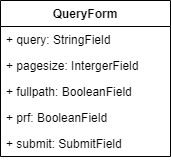 QueryForm
+ query: StringField
+ pagesize: IntergerField
+ fullpath: BooleanField
+ prf: BooleanField
+ submit: SubmitField